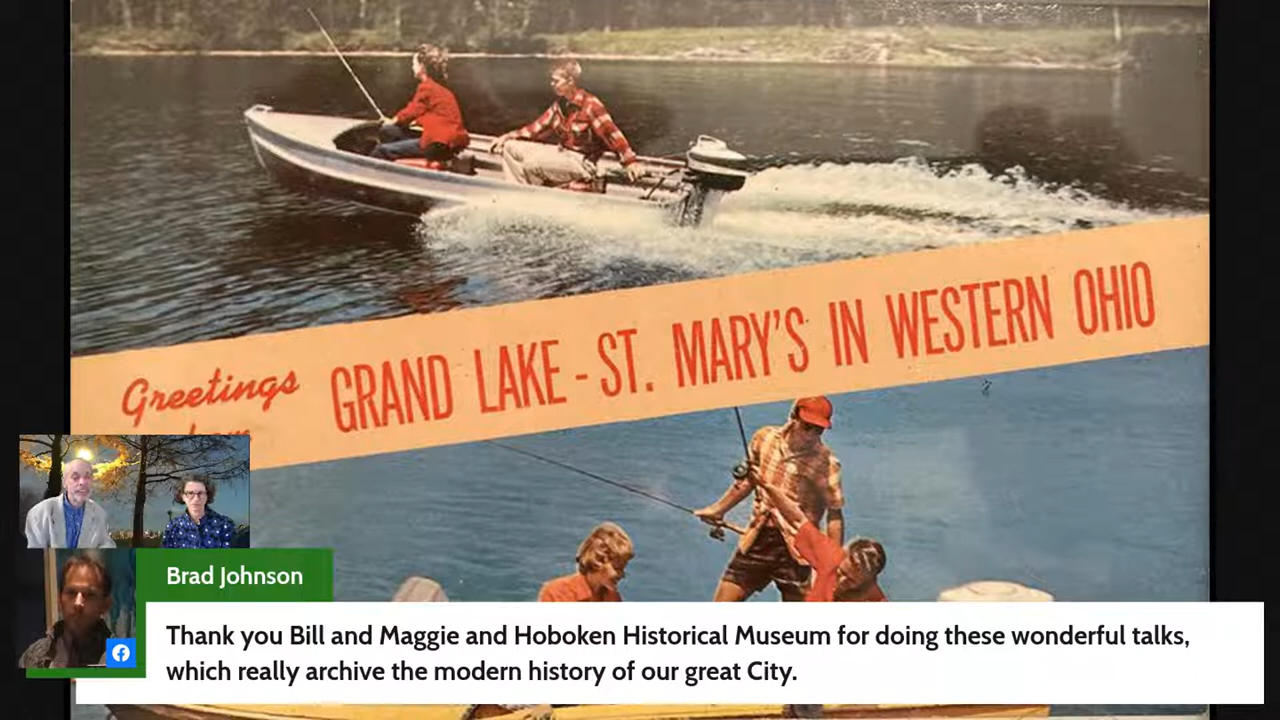 Greetings
GRAND LAKE - ST. MARY'S IN WESTERN OHIO
Brad Johnson
Thank you Bill and Maggie and Hoboken Historical Museum for doing these wonderful talks,
which really archive the modern history of our great City.